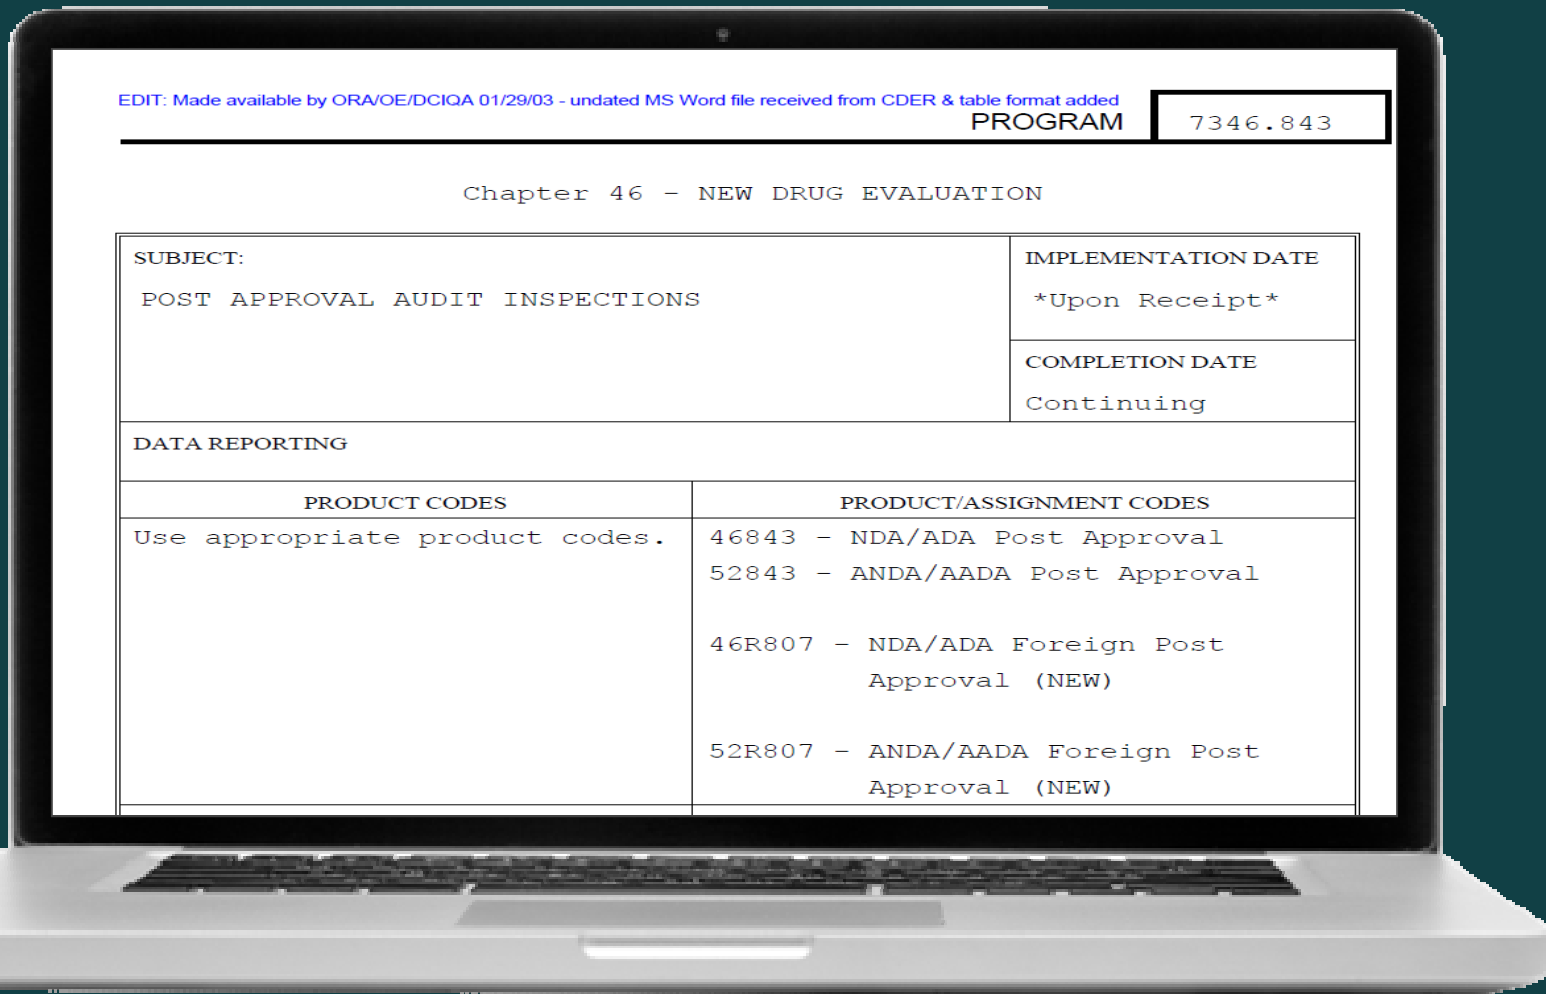 EDIT: Made available by ORA/OE/DCIQA 01/29/03 - undated MS Word file received from CDER & table format added
PROGRAM 7346.843
Chapter 46 – NEW DRUG EVALUATION
SUBJECT:
POST APPROVAL AUDIT INSPECTIONS
IMPLEMENTATION DATE
*Upon Receipt*
COMPLETION DATE
Continuing
DATA REPORTING
PRODUCT CODES
PRODUCT/ASSIGNMENT CODES
Use appropriate product codes.
46843 – NDA/ADA Post Approval
52843 – ANDA/AADA Post Approval
46R807 – NDA/ADA Foreign Post
Approval (NEW)
52R807 – ANDA/AADA Foreign Post
Approval (NEW)